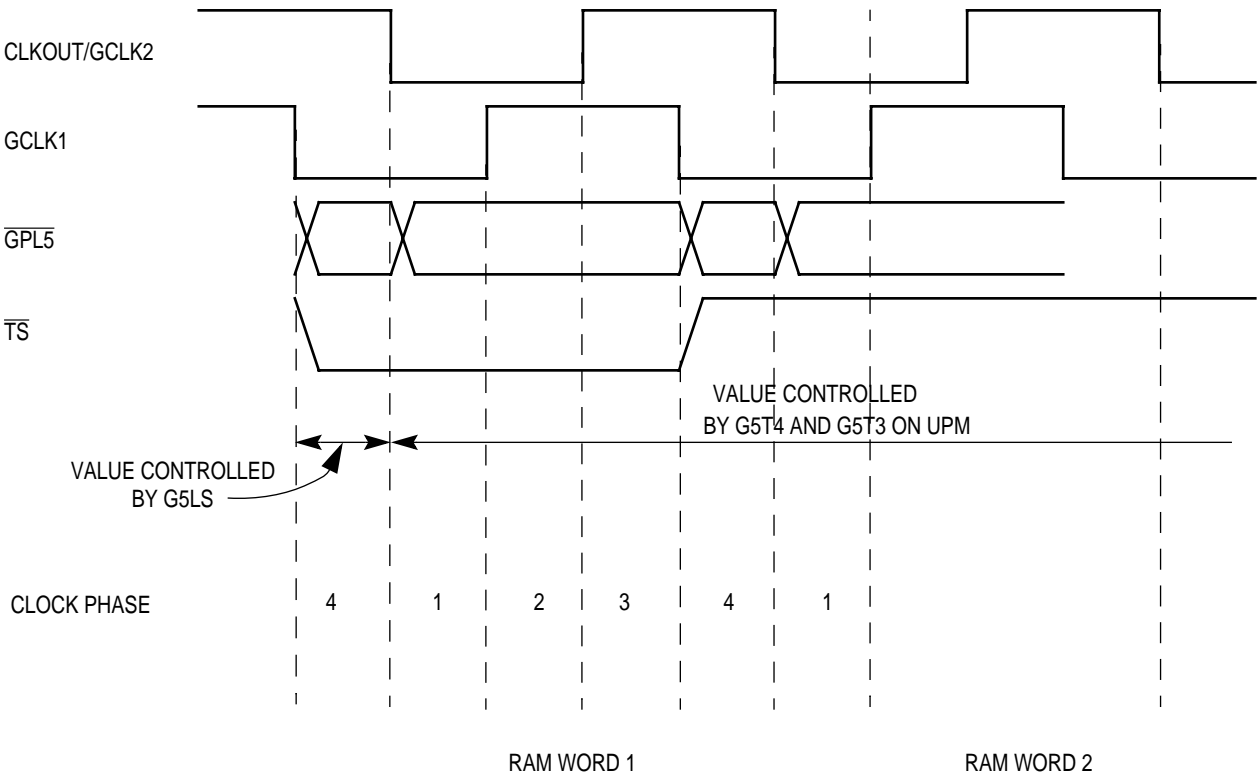 CLKOUT/GCLK2
GCLK1
GPL5
TS
VALUE CONTROLLED
BY G5T4 AND G5T3 ON UPM
VALUE CONTROLLED
BY G5LS
CLOCK PHASE 4 1 2 3 4 1
RAM WORD 1 RAM WORD 2